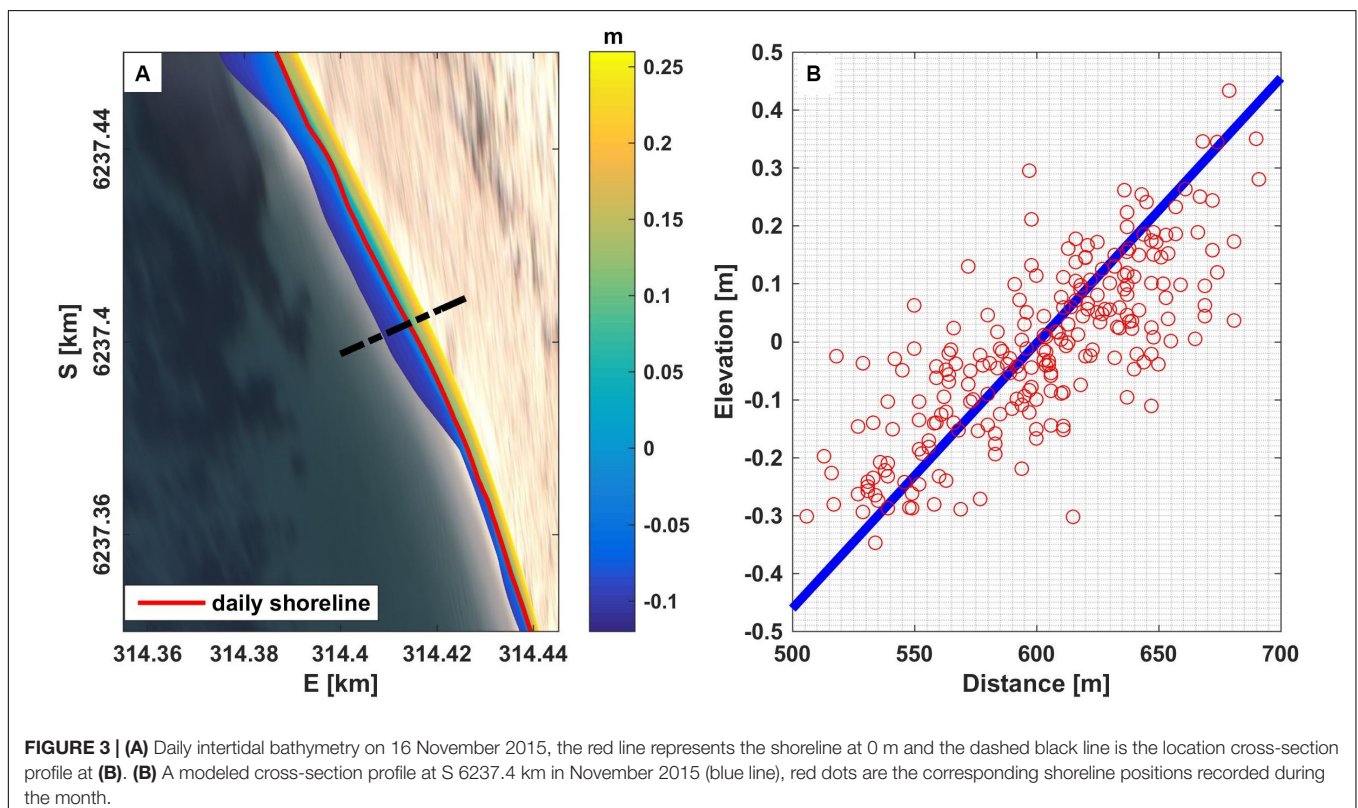 A
6237.44
6237.4
6237.36
S [km]
314.36 314.38 314.4 314.42 314.44
E [km]
daily shoreline
m
0.25
0.2
0.15
0.1
0.05
0
-0.05
-0.1
B
0.5
0.4
0.3
0.2
0.1
0
-0.1
-0.2
-0.3
-0.4
-0.5
Elevation [m]
500 550 600 650 700
Distance [m]
FIGURE 3 | (A) Daily intertidal bathymetry on 16 November 2015, the red line represents the shoreline at 0 m and the dashed black line is the location cross-section
profile at (B). (B) A modeled cross-section profile at S 6237.4 km in November 2015 (blue line), red dots are the corresponding shoreline positions recorded during
the month.